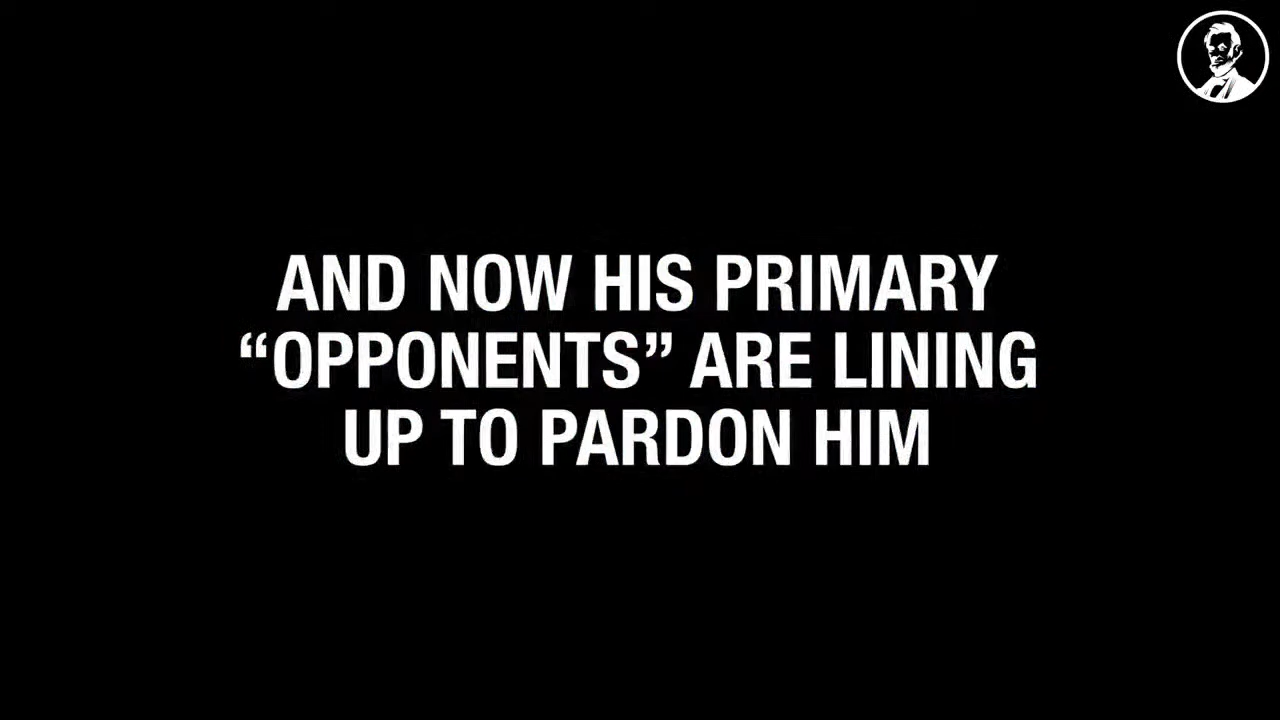 AND NOW HIS PRIMARY
“OPPONENTS” ARE LINING
UP TO PARDON HIM